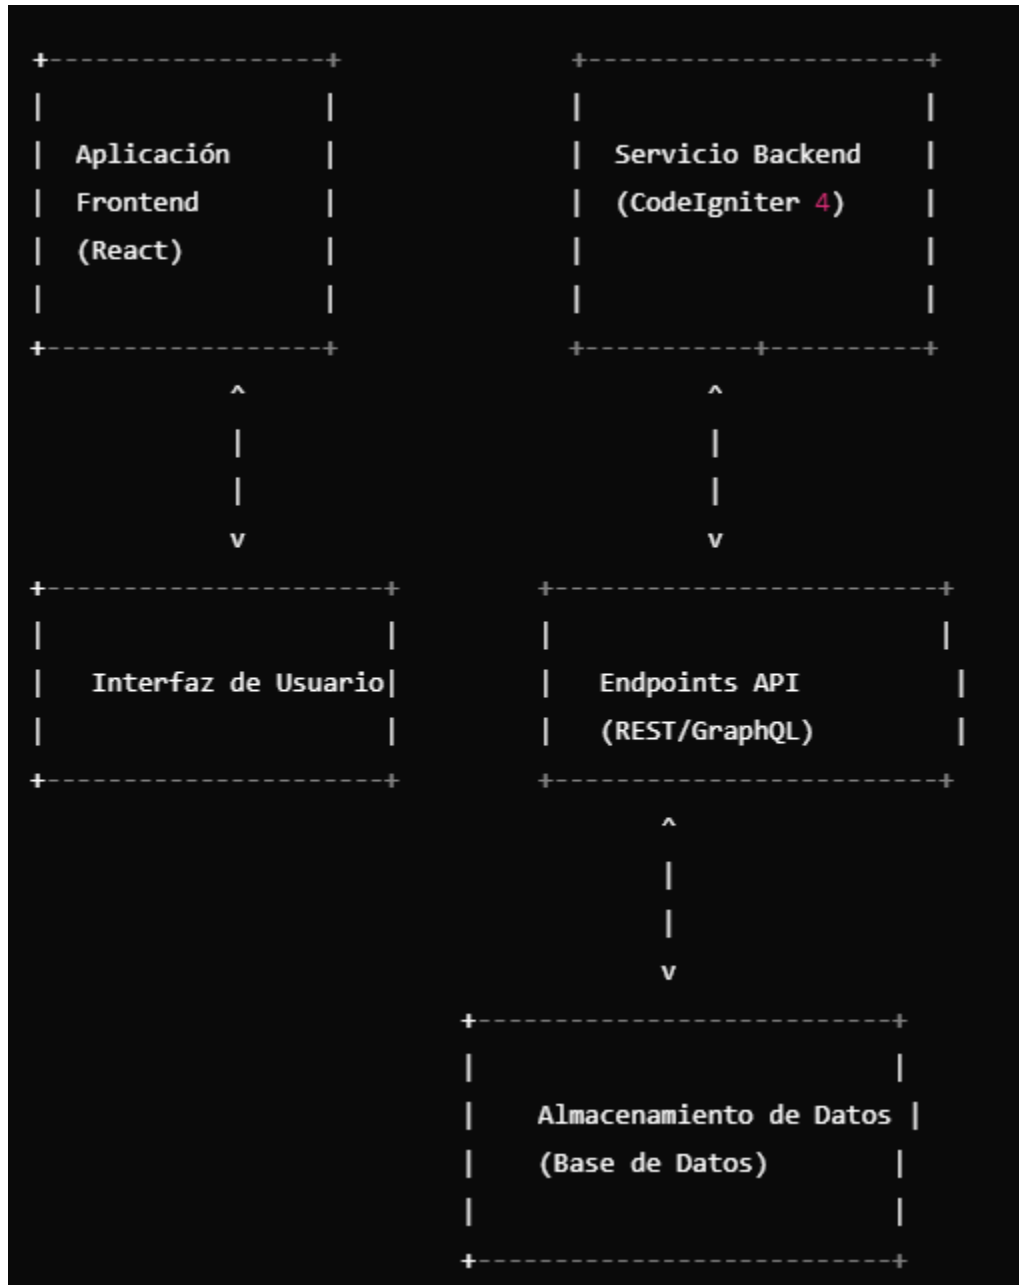 Aplicación
Frontend
(React)
Servicio Backend
(CodeIgniter 4)
Interfaz de Usuario
Endpoints API
(REST/GraphQL)
Almacenamiento de Datos
(Base de Datos)